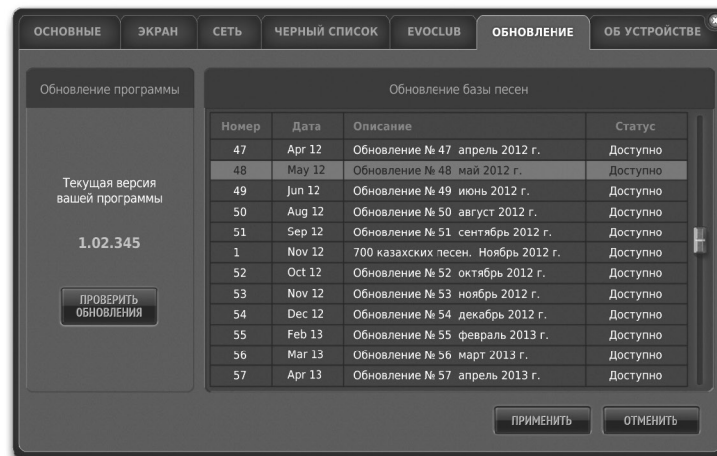 ОСНОВНЫЕ ЭКРАН СЕТЬ ЧЕРНЫЙ СПИСОК EVOCLUB ОБНОВЛЕНИЕ ОБ УСТРОЙСТВЕ
Обновление программы
Текущая версия
вашей программы
1.02.345
ПРОВЕРИТЬ
ОБНОВЛЕНИЯ
Обновление базы песен
Номер Дата Описание Статус
47 Apr 12 Обновление № 47 апрель 2012 г. Доступно
48 May 12 Обновление № 48 май 2012 г. Доступно
49 Jun 12 Обновление № 49 июнь 2012 г. Доступно
50 Aug 12 Обновление № 50 август 2012 г. Доступно
51 Sep 12 Обновление № 51 сентябрь 2012 г. Доступно
1 Nov 12 700 казахских песен. Ноябрь 2012 г. Доступно
52 Oct 12 Обновление № 52 октябрь 2012 г. Доступно
53 Nov 12 Обновление № 53 ноябрь 2012 г. Доступно
54 Dec 12 Обновление № 54 декабрь 2012 г. Доступно
55 Feb 13 Обновление № 55 февраль 2013 г. Доступно
56 Mar 13 Обновление № 56 март 2013 г. Доступно
57 Apr 13 Обновление № 57 апрель 2013 г. Доступно
ПРИМЕНИТЬ ОТМЕНИТЬ